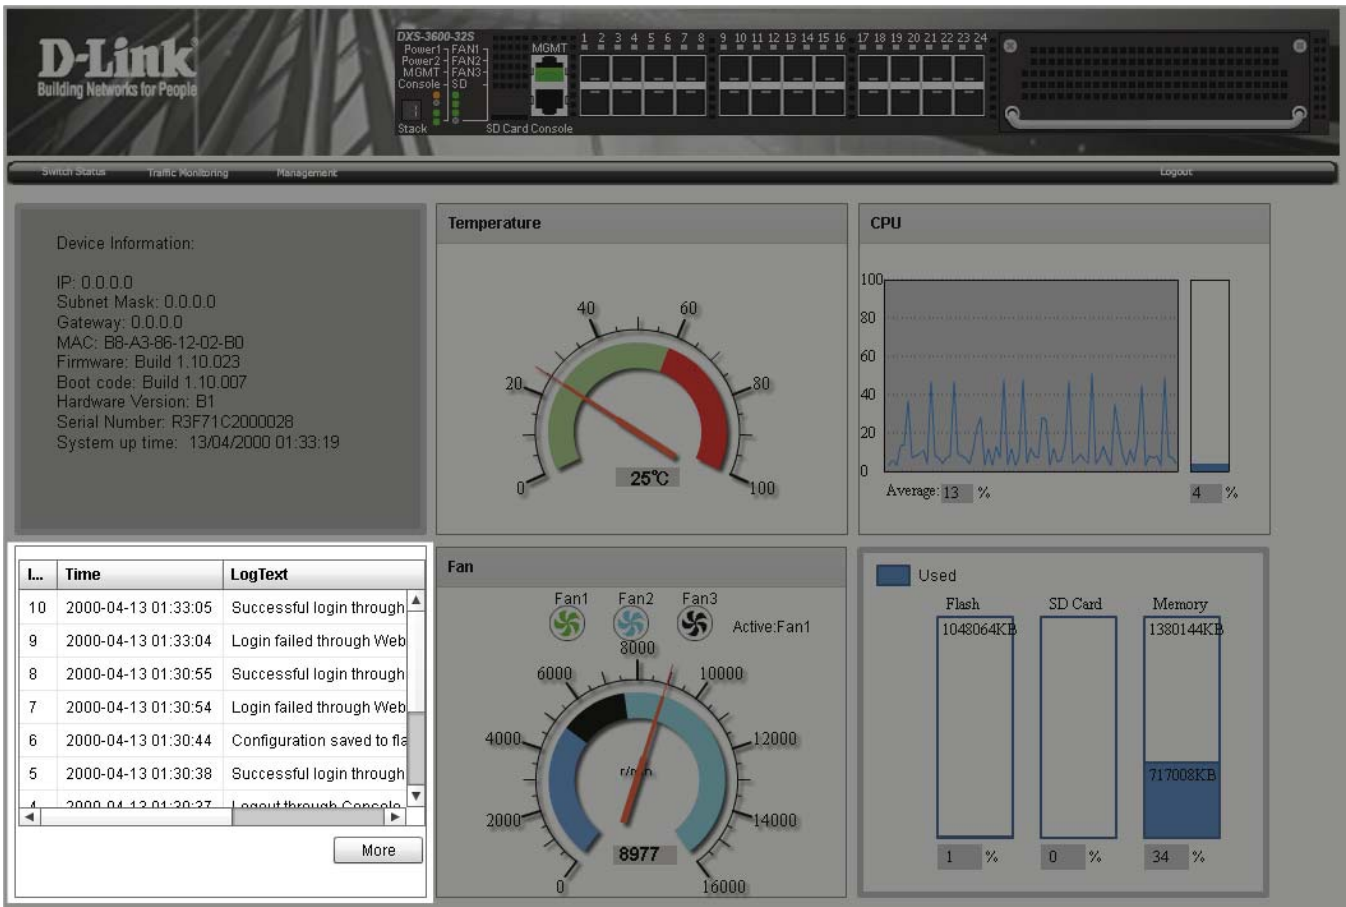 D-Link
Building Networks for People
DXS-3600-32S
Power1 FAN1
Power2 FAN2
MGMT FAN3
Console SD
Stack
SD Card Console
MGMT
1 2 3 4 5 6 7 8 9 10 11 12 13 14 15 16 17 18 19 20 21 22 23 24
Switch Status Traffic Monitoring Management Logout
Device Information:
IP: 0.0.0.0
Subnet Mask: 0.0.0.0
Gateway: 0.0.0.0
MAC: B8-A3-86-12-02-B0
Firmware: Build 1.10.023
Boot code: Build 1.10.007
Hardware Version: B1
Serial Number: R3F71C2000028
System up time: 13/04/2000 01:33:19
Temperature
0
20
40
60
80
100
25°C
CPU
100
80
60
40
20
0
Average: 13 %
4 %
I... Time LogText
10 2000-04-13 01:33:05 Successful login through
9 2000-04-13 01:33:04 Login failed through Web
8 2000-04-13 01:30:55 Successful login through
7 2000-04-13 01:30:54 Login failed through Web
6 2000-04-13 01:30:44 Configuration saved to fla
5 2000-04-13 01:30:38 Successful login through
4 2000-04-13 01:30:37 Logout through Console
More
Fan
Fan1 Fan2 Fan3
Active:Fan1
0
2000
4000
6000
8000
10000
12000
14000
16000
r/min
8977
Used
Flash SD Card Memory
1048064KB 1380144KB
717008KB
1 % 0 % 34 %